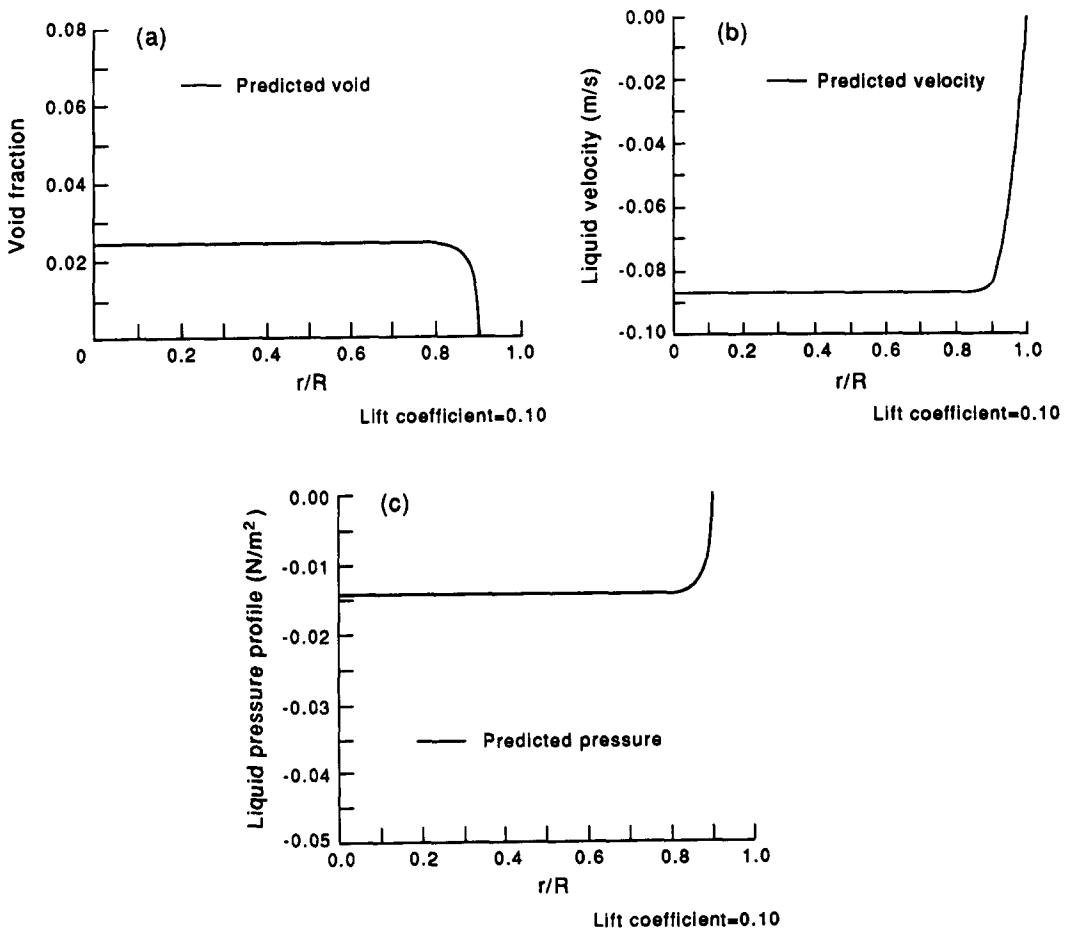 (a)
Predicted void
Void fraction
0.08
0.06
0.04
0.02
0
0.2
0.4
0.6
0.8
1.0
r/R
Lift coefficient=0.10
(b)
Predicted velocity
Liquid velocity (m/s)
0.00
-0.02
-0.04
-0.06
-0.08
-0.10
0
0.2
0.4
0.6
0.8
1.0
r/R
Lift coefficient=0.10
(c)
Predicted pressure
Liquid pressure profile (N/m²)
0.00
-0.01
-0.02
-0.03
-0.04
-0.05
0.0
0.2
0.4
0.6
0.8
1.0
r/R
Lift coefficient=0.10